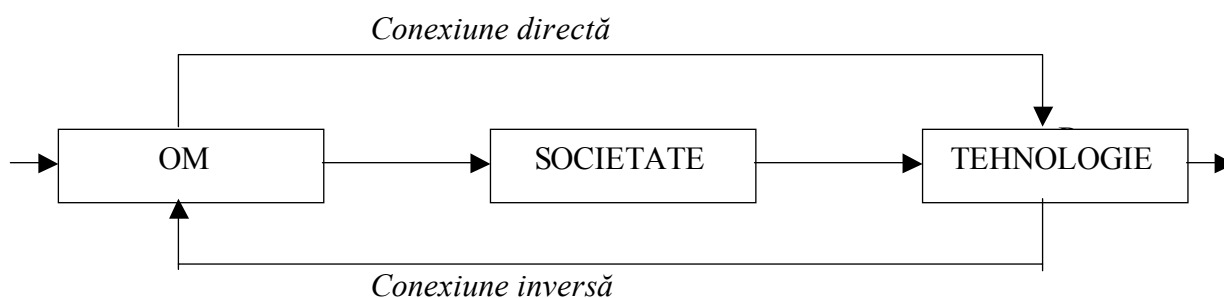 Conexiune directă
OM
SOCIETATE
TEHNOLOGIE
Conexiune inversă